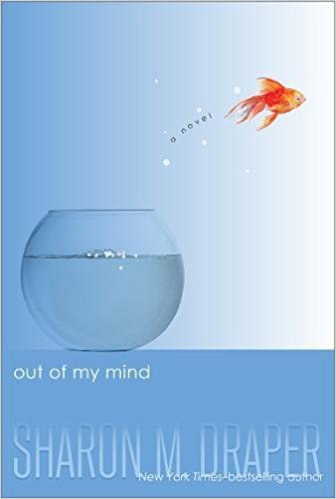 a novel
out of my mind
SHARON M. DRAPER
New York Times-bestselling author